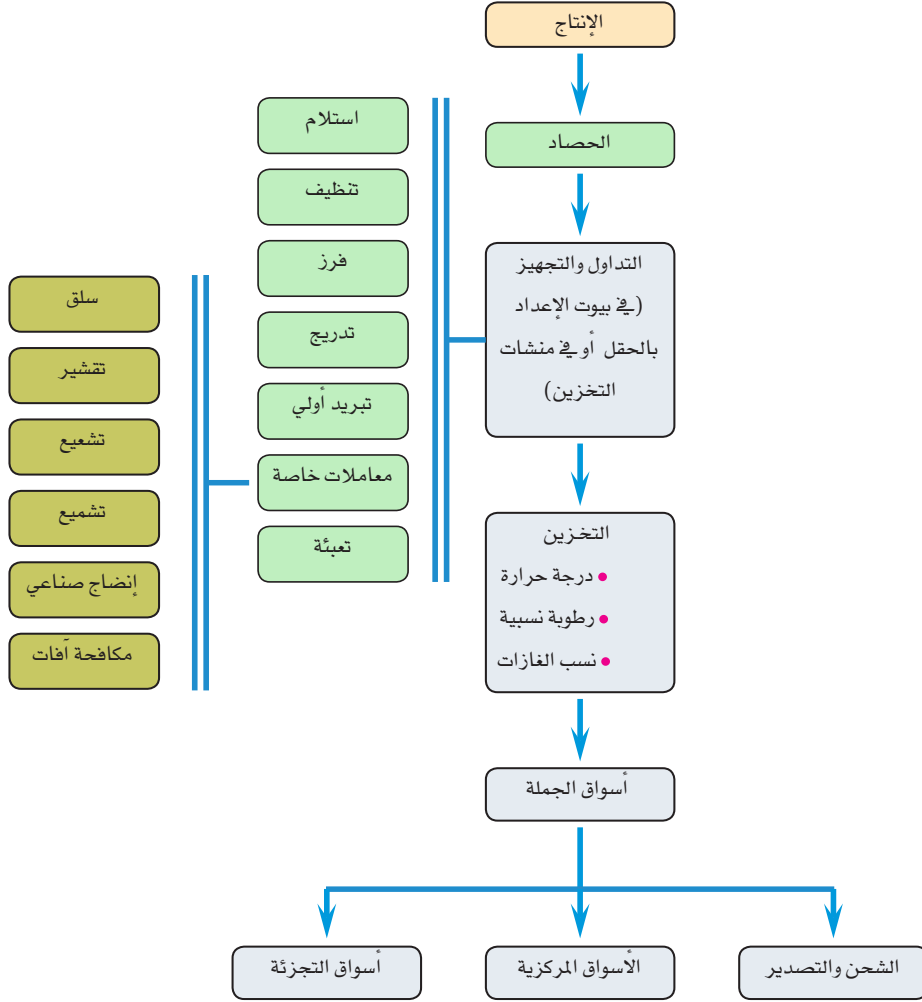 الإنتاج
الحصاد
التداول والتجهيز
(في بيوت الإعداد
بالحقل أو في منشات
التخزين)
استلام
تنظيف
فرز
تدريج
تبريد أولي
معاملات خاصة
تعبئة
سلق
تقشير
تشعيع
تشميع
إنضاج صناعي
مكافحة آفات
التخزين
• درجة حرارة
• رطوبة نسبية
• نسب الغازات
أسواق الجملة
الشحن والتصدير
الأسواق المركزية
أسواق التجزئة